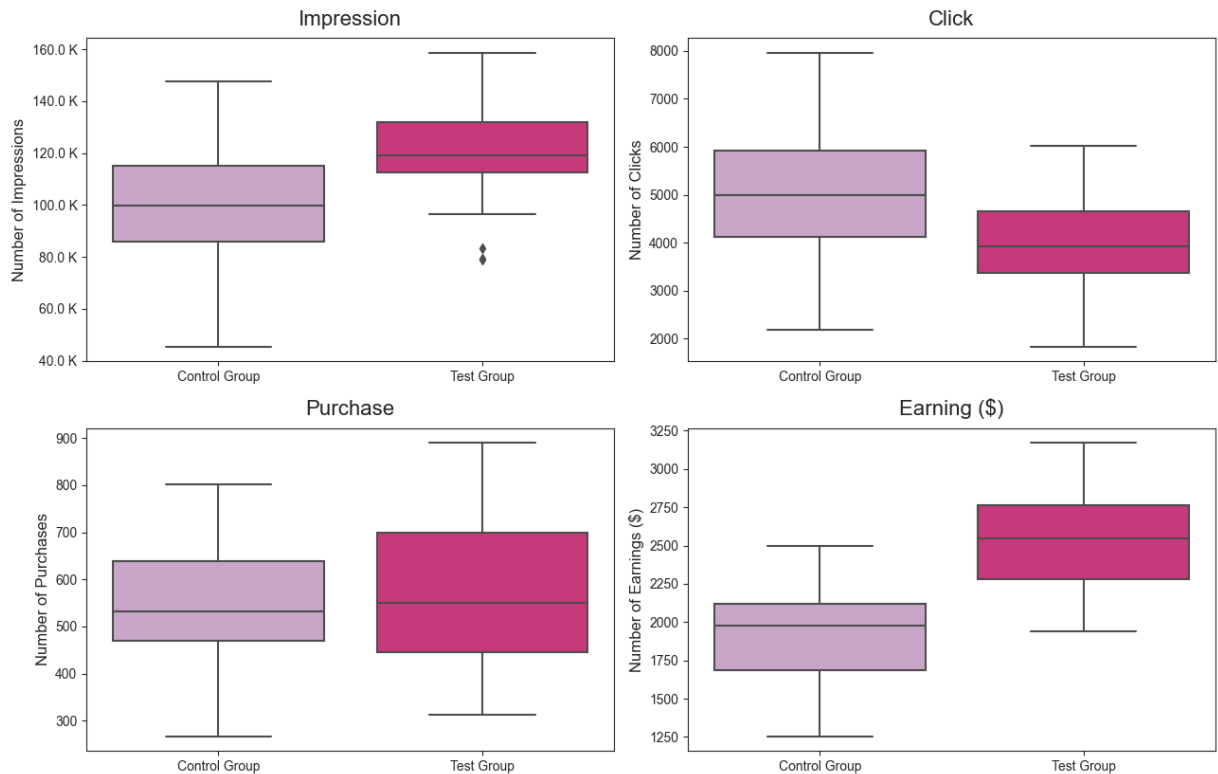 Impression
Number of Impressions
160.0 K
140.0 K
120.0 K
100.0 K
80.0 K
60.0 K
40.0 K
Control Group
Test Group
Click
Number of Clicks
8000
7000
6000
5000
4000
3000
2000
Control Group
Test Group
Purchase
Number of Purchases
900
800
700
600
500
400
300
Control Group
Test Group
Earning ($)
Number of Earnings ($)
3250
3000
2750
2500
2250
2000
1750
1500
1250
Control Group
Test Group